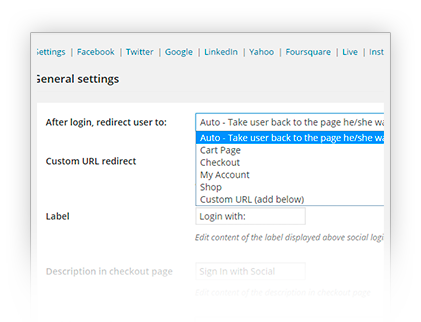 Settings | Facebook | Twitter | Google | LinkedIn | Yahoo | Foursquare | Live | Inst
General settings
After login, redirect user to: Auto - Take user back to the page he/she wa
Auto - Take user back to the page he/she wa
Cart Page
Checkout
Custom URL redirect
My Account
Shop
Custom URL (add below)
Label Login with:
Edit content of the label displayed above social logi
Description in checkout page Sign In with Social
Edit content of the description in checkout page